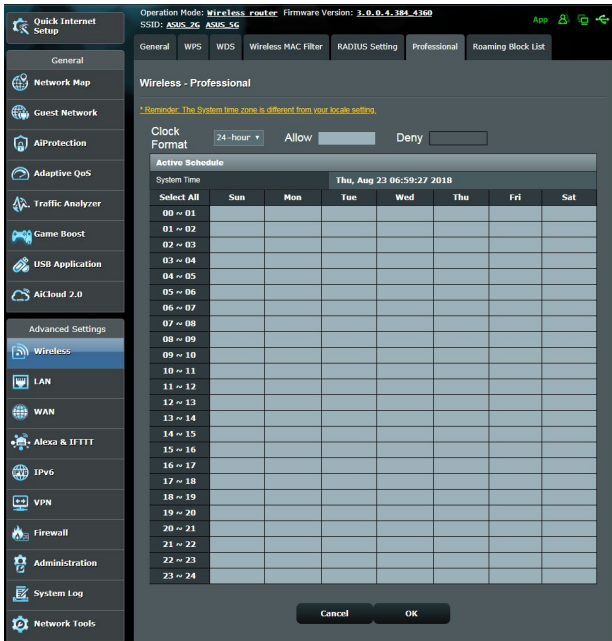 Quick Internet
Setup
General
Network Map
Guest Network
AiProtection
Adaptive QoS
Traffic Analyzer
Game Boost
USB Application
AiCloud 2.0
Advanced Settings
Wireless
LAN
WAN
Alexa & IFTTT
IPv6
VPN
Firewall
Administration
System Log
Network Tools
Operation Mode: Wireless router Firmware Version: 3.0.0.4.384_4360
SSID: ASUS_2G ASUS_5G
App
General WPS WDS Wireless MAC Filter RADIUS Setting Professional Roaming Block List
Wireless - Professional
* Reminder: The System time zone is different from your locale setting.
Clock
Format 24-hour Allow Deny
Active Schedule
System Time Thu, Aug 23 06:59:27 2018
Select All Sun Mon Tue Wed Thu Fri Sat
00 ~ 01
01 ~ 02
02 ~ 03
03 ~ 04
04 ~ 05
05 ~ 06
06 ~ 07
07 ~ 08
08 ~ 09
09 ~ 10
10 ~ 11
11 ~ 12
12 ~ 13
13 ~ 14
14 ~ 15
15 ~ 16
16 ~ 17
17 ~ 18
18 ~ 19
19 ~ 20
20 ~ 21
21 ~ 22
22 ~ 23
23 ~ 24
Cancel OK